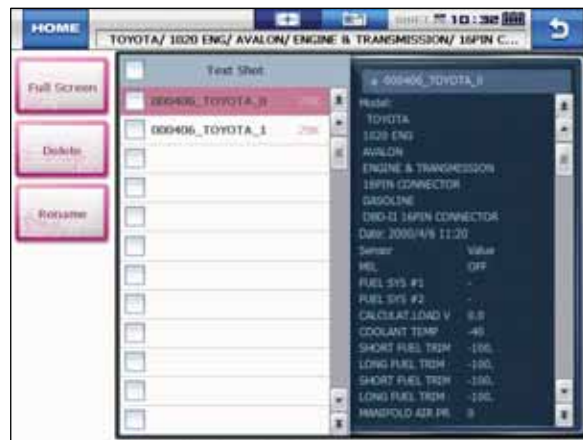 HOME
SHIFT 10:32
TOYOTA/ 1020 ENG/ AVALON/ ENGINE & TRANSMISSION/ 16PIN C...
Full Screen
Delete
Rename
Text Shot
000406_TOYOTA_0
000406_TOYOTA_1
000406_TOYOTA_0
Model:
TOYOTA
1020 ENG
AVALON
ENGINE & TRANSMISSION
16PIN CONNECTOR
GASOLINE
OBD-II 16PIN CONNECTOR
Date: 2000/4/6 11:20
Sensor Value
MIL OFF
FUEL SYS #1 -
FUEL SYS #2 -
CALCULAT.LOAD V 0.0
COOLANT TEMP -40
SHORT FUEL TRIM -100.
LONG FUEL TRIM -100.
SHORT FUEL TRIM -100.
LONG FUEL TRIM -100.
MANIFOLD AIR PR. 0